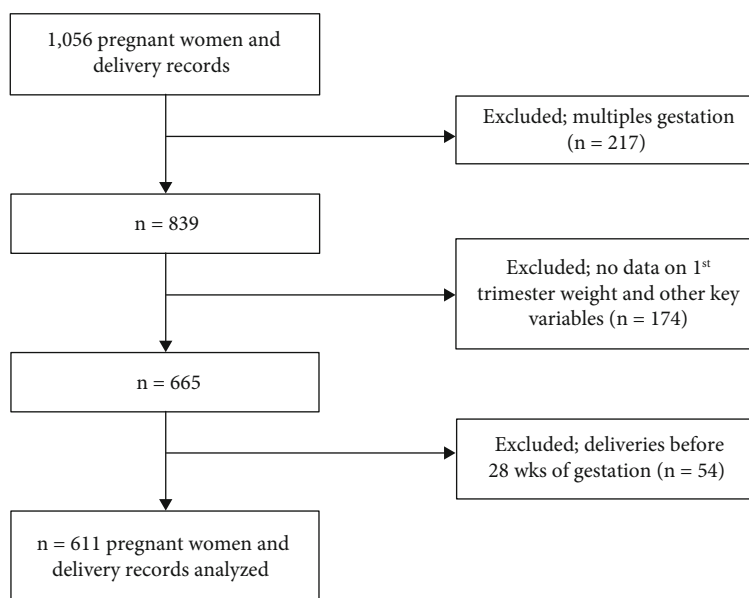 1,056 pregnant women and
delivery records
Excluded; multiples gestation
(n = 217)
n = 839
Excluded; no data on 1st
trimester weight and other key
variables (n = 174)
n = 665
Excluded; deliveries before
28 wks of gestation (n = 54)
n = 611 pregnant women and
delivery records analyzed